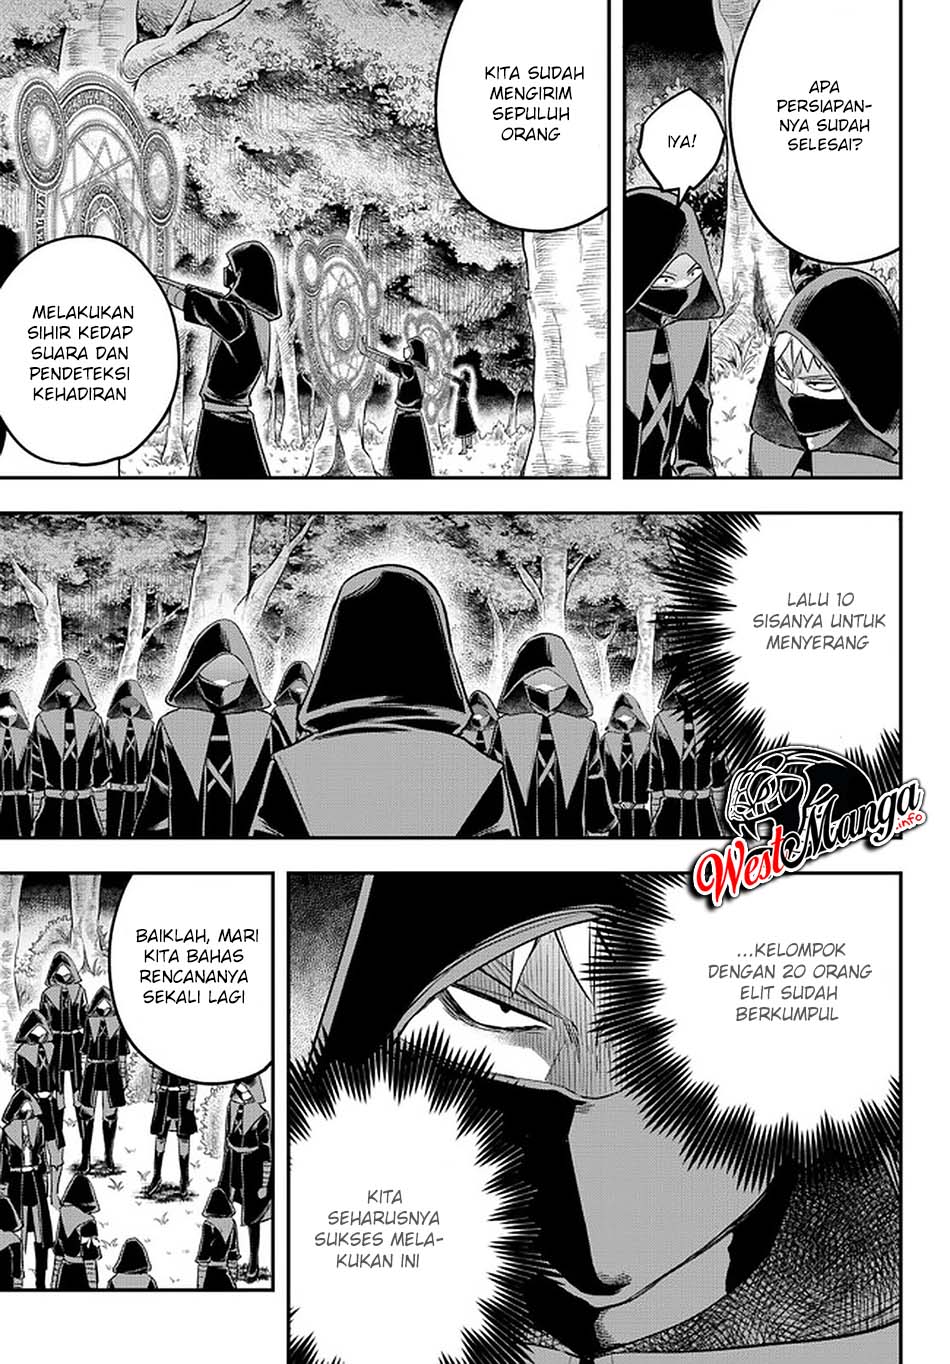 APA
PERSIAPAN-
NYA SUDAH
SELESAI?
IYA!
KITA SUDAH
MENGIRIM
SEPULUH
ORANG
MELAKUKAN
SIHIR KEDAP
SUARA DAN
PENDETEKSI
KEHADIRAN
LALU 10
SISANYA UNTUK
MENYERANG
WestManga
.info
...KELOMPOK
DENGAN 20 ORANG
ELIT SUDAH
BERKUMPUL
KITA
SEHARUSNYA
SUKSES MELA-
KUKAN INI
BAIKLAH, MARI
KITA BAHAS
RENCANANYA
SEKALI LAGI